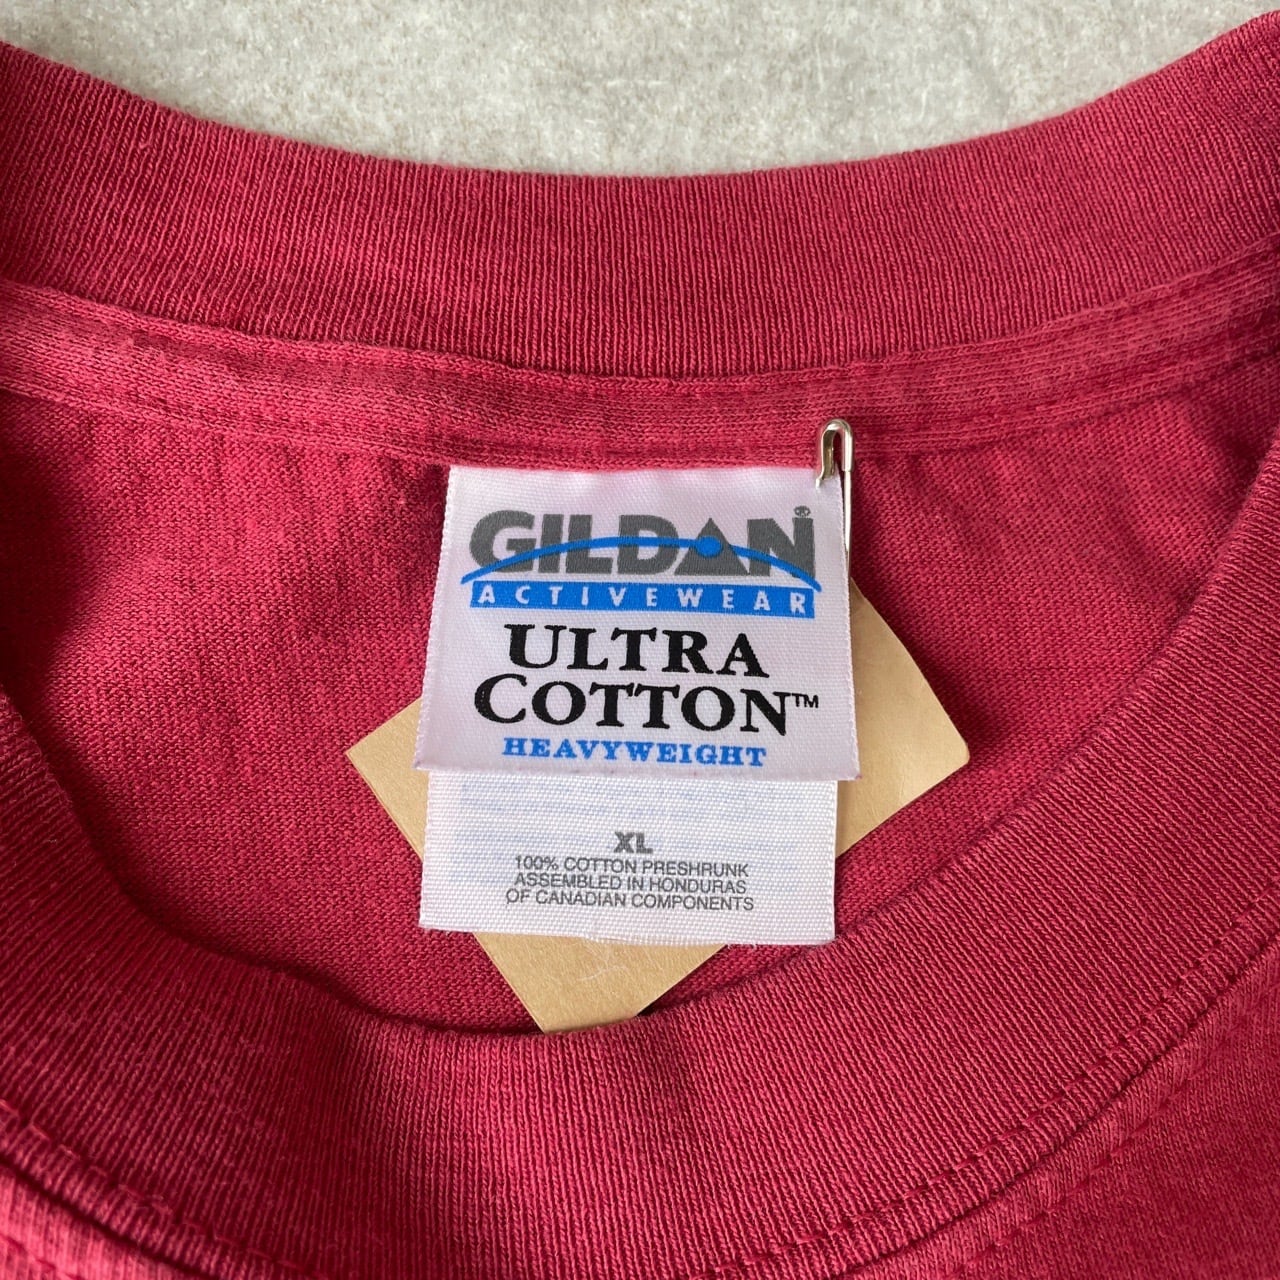 GILDAN®
ACTIVEWEAR
ULTRA
COTTON™
HEAVYWEIGHT
XL
100% COTTON PRESHRUNK
ASSEMBLED IN HONDURAS
OF CANADIAN COMPONENTS